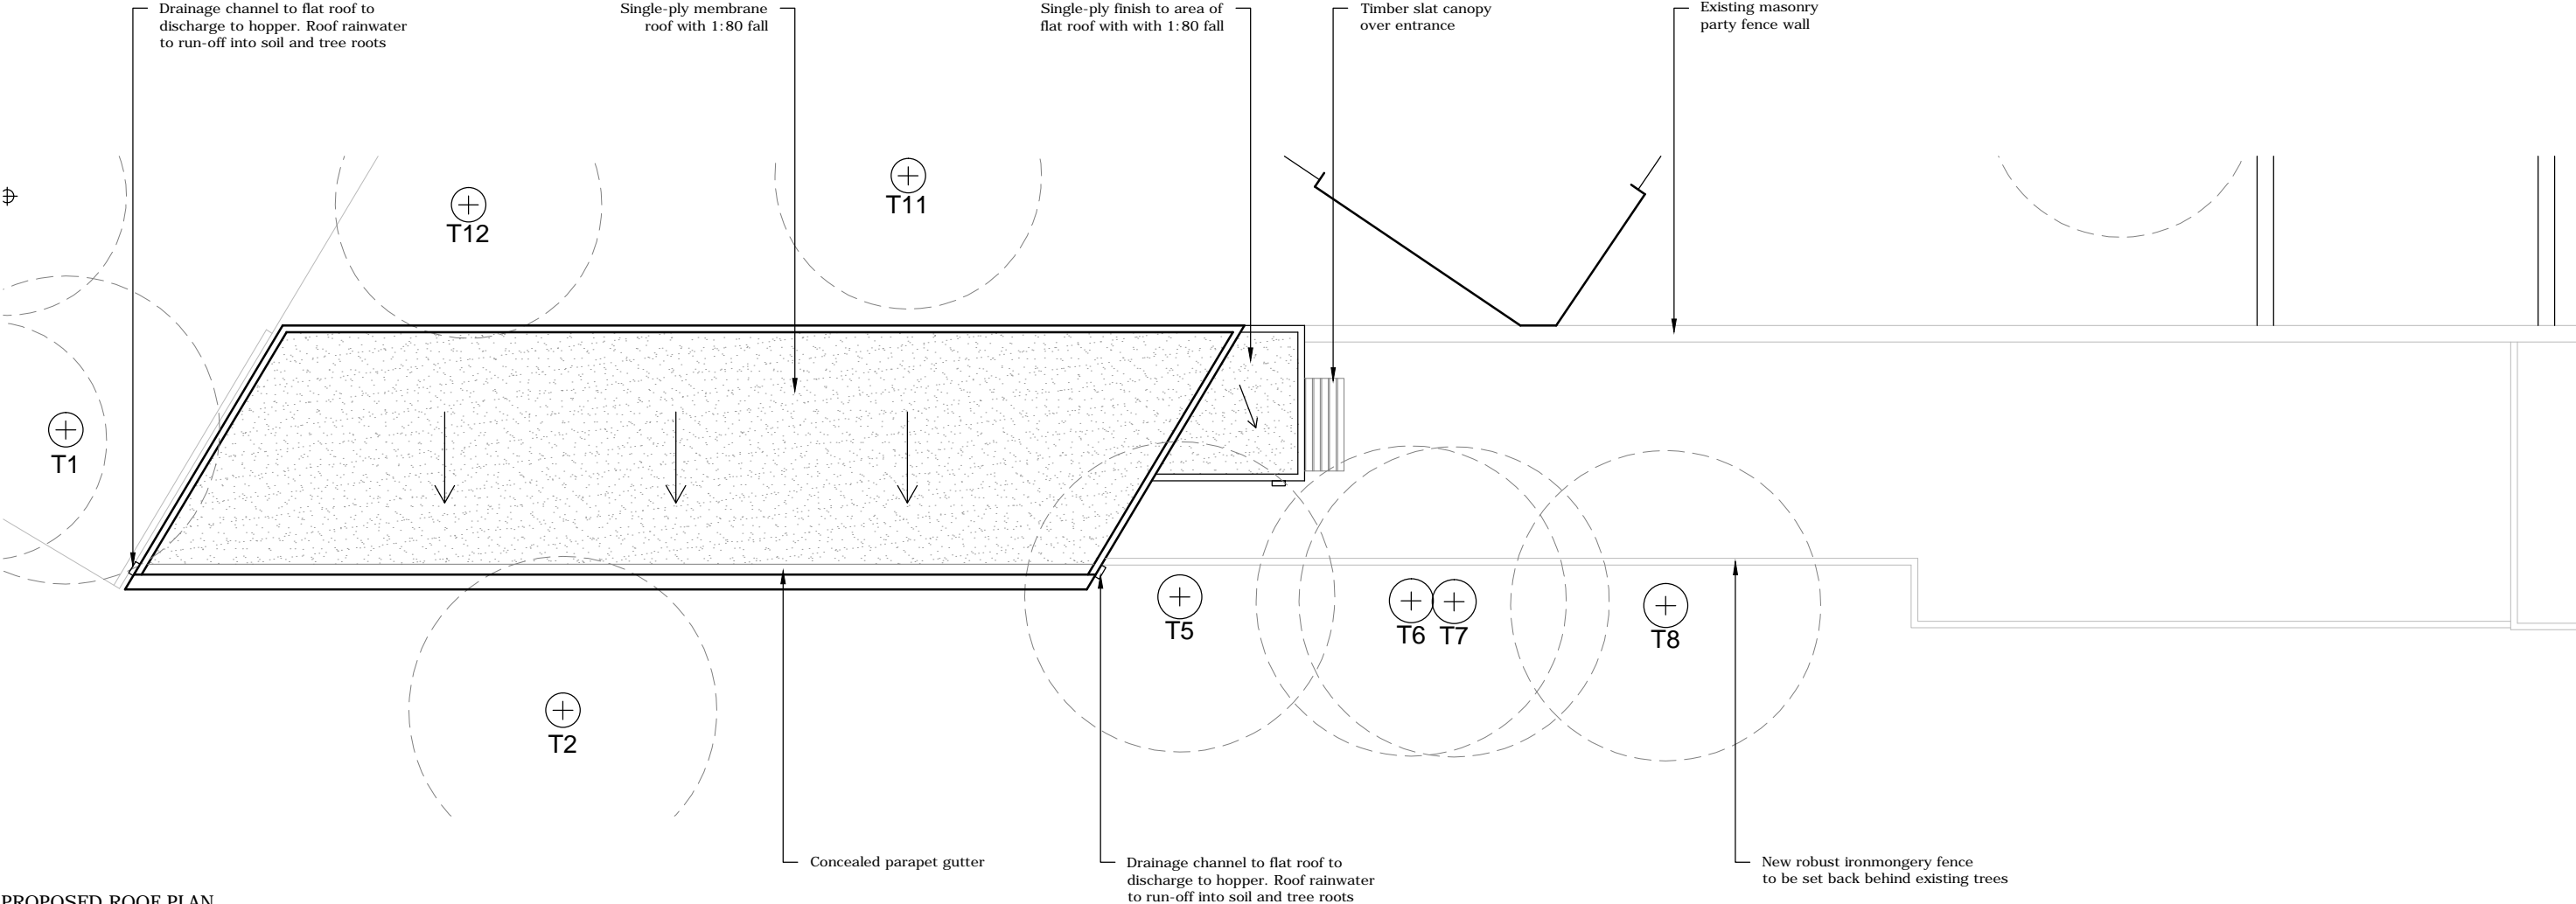 Drainage channel to flat roof to
discharge to hopper. Roof rainwater
to run-off into soil and tree roots
Single-ply membrane
roof with 1:80 fall
Single-ply finish to area of
flat roof with with 1:80 fall
Timber slat canopy
over entrance
Existing masonry
party fence wall
T12
T11
T1
T5
T6
T7
T8
T2
Concealed parapet gutter
Drainage channel to flat roof to
discharge to hopper. Roof rainwater
to run-off into soil and tree roots
New robust ironmongery fence
to be set back behind existing trees
PROPOSED ROOF PLAN